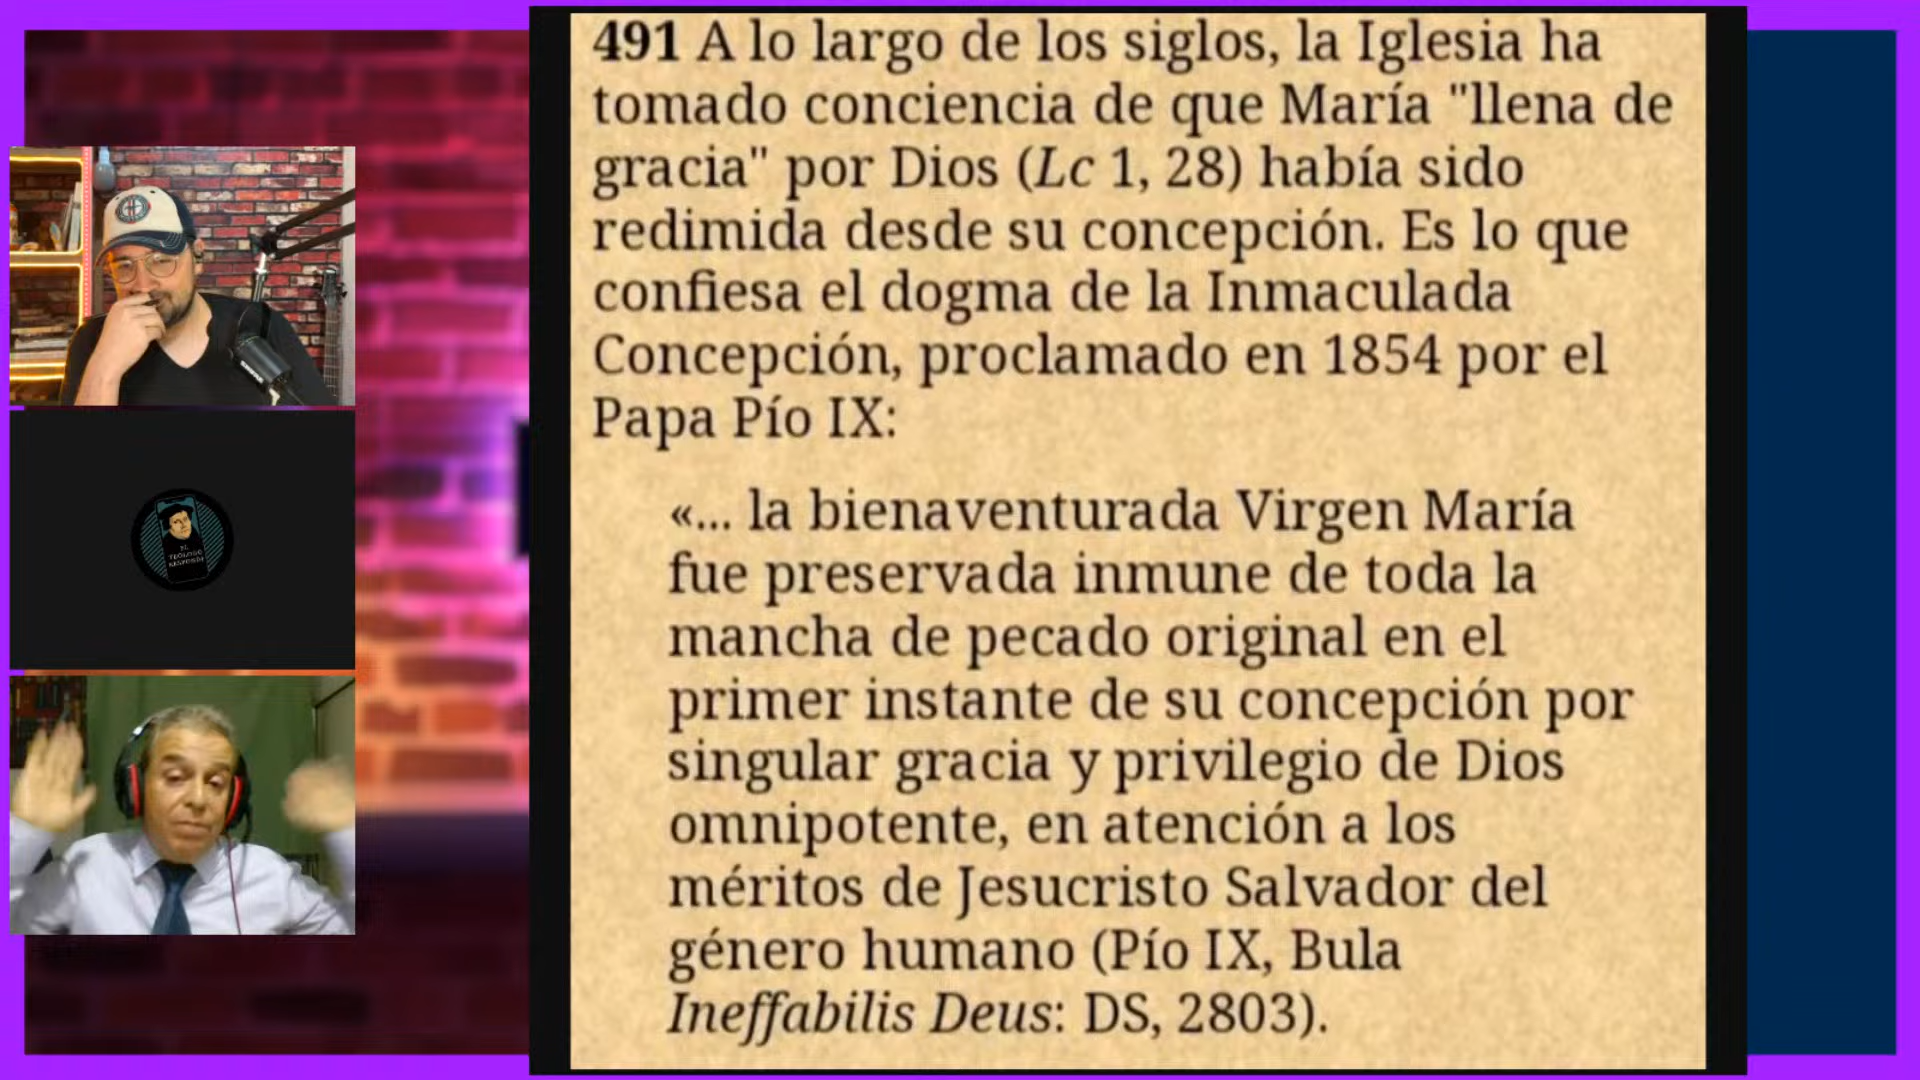 491 A lo largo de los siglos, la Iglesia ha
tomado conciencia de que María "llena de
gracia" por Dios (Lc 1, 28) había sido
redimida desde su concepción. Es lo que
confiesa el dogma de la Inmaculada
Concepción, proclamado en 1854 por el
Papa Pío IX:
«... la bienaventurada Virgen María
fue preservada inmune de toda la
mancha de pecado original en el
primer instante de su concepción por
singular gracia y privilegio de Dios
omnipotente, en atención a los
méritos de Jesucristo Salvador del
género humano (Pío IX, Bula
Ineffabilis Deus: DS, 2803).
EL
TEÓLOGO
RESPONDE